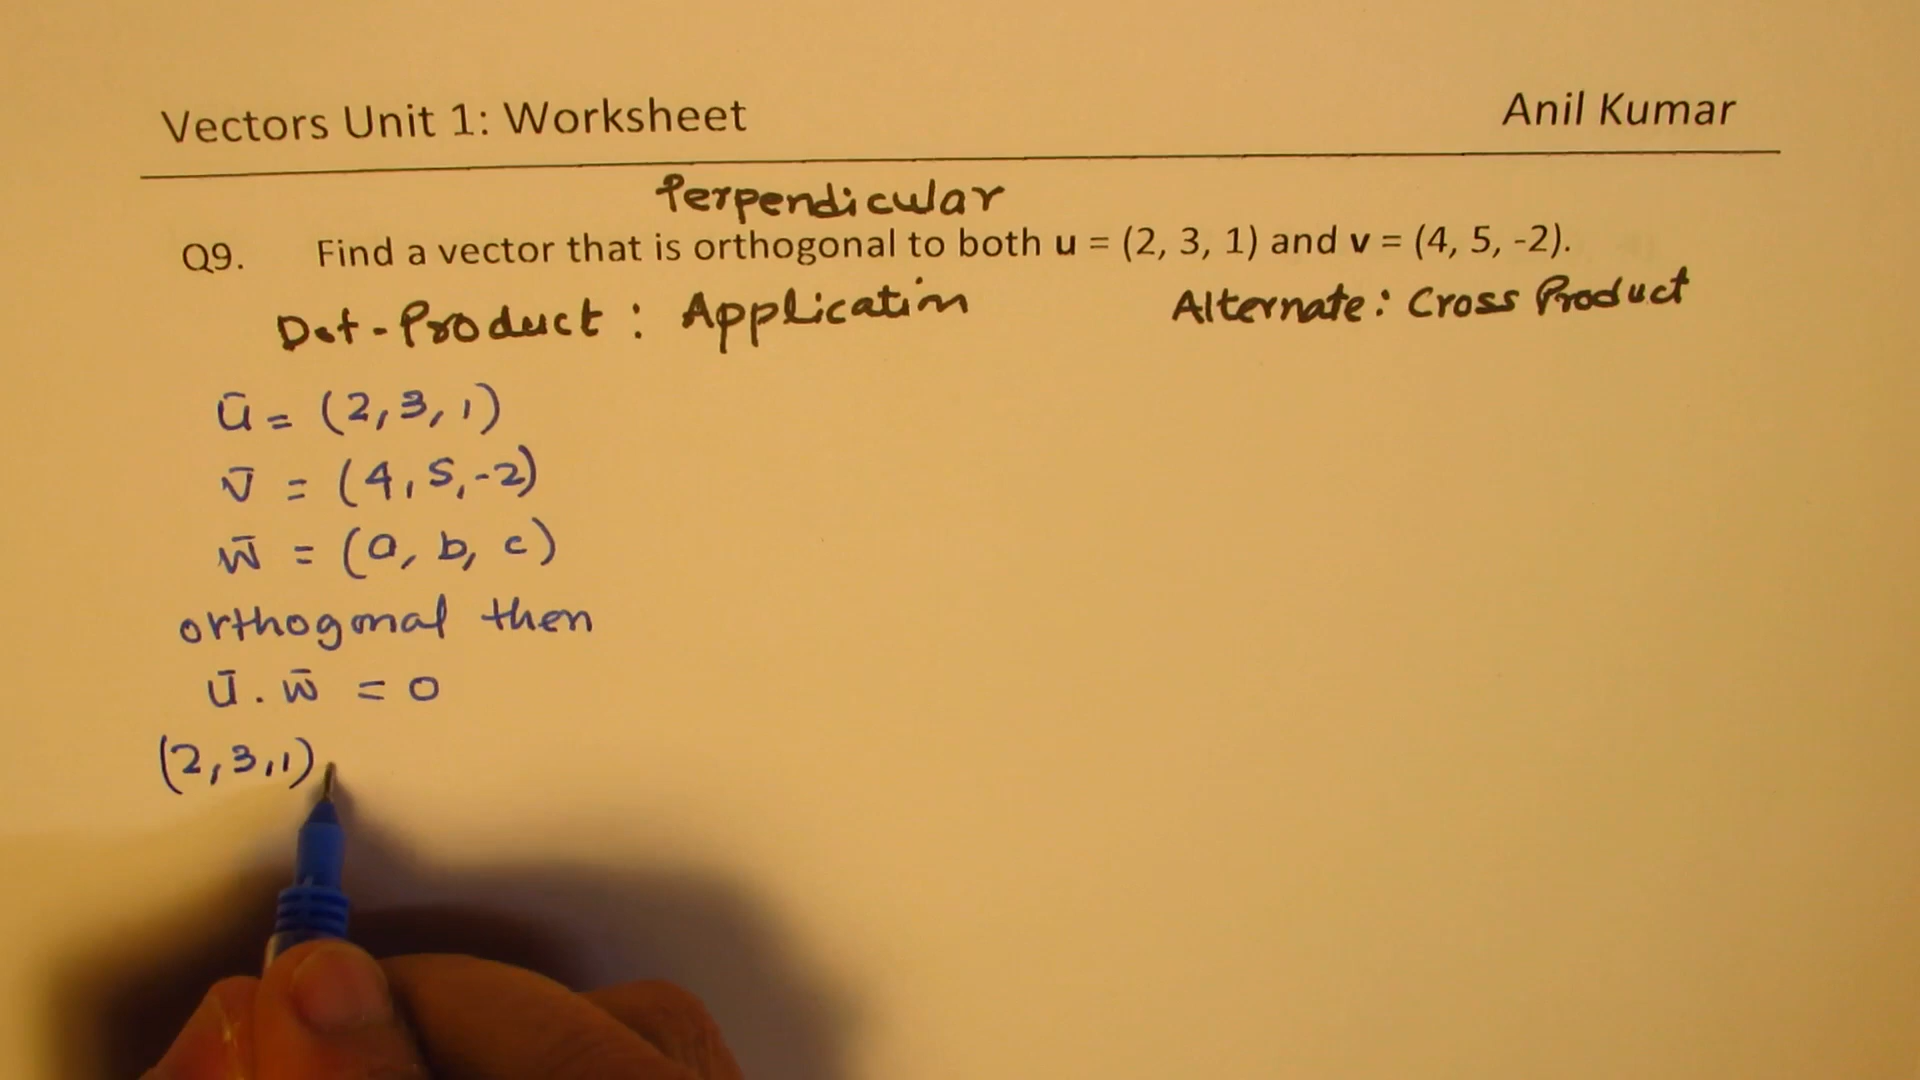 Vectors Unit 1: Worksheet Anil Kumar
Perpendicular
Q9. Find a vector that is orthogonal to both u = (2, 3, 1) and v = (4, 5, -2).
Dot-Product : Application Alternate: Cross Product
ū = (2, 3, 1)
v̄ = (4, 5, -2)
w̄ = (a, b, c)
orthogonal then
ū . w̄ = 0
(2, 3, 1)